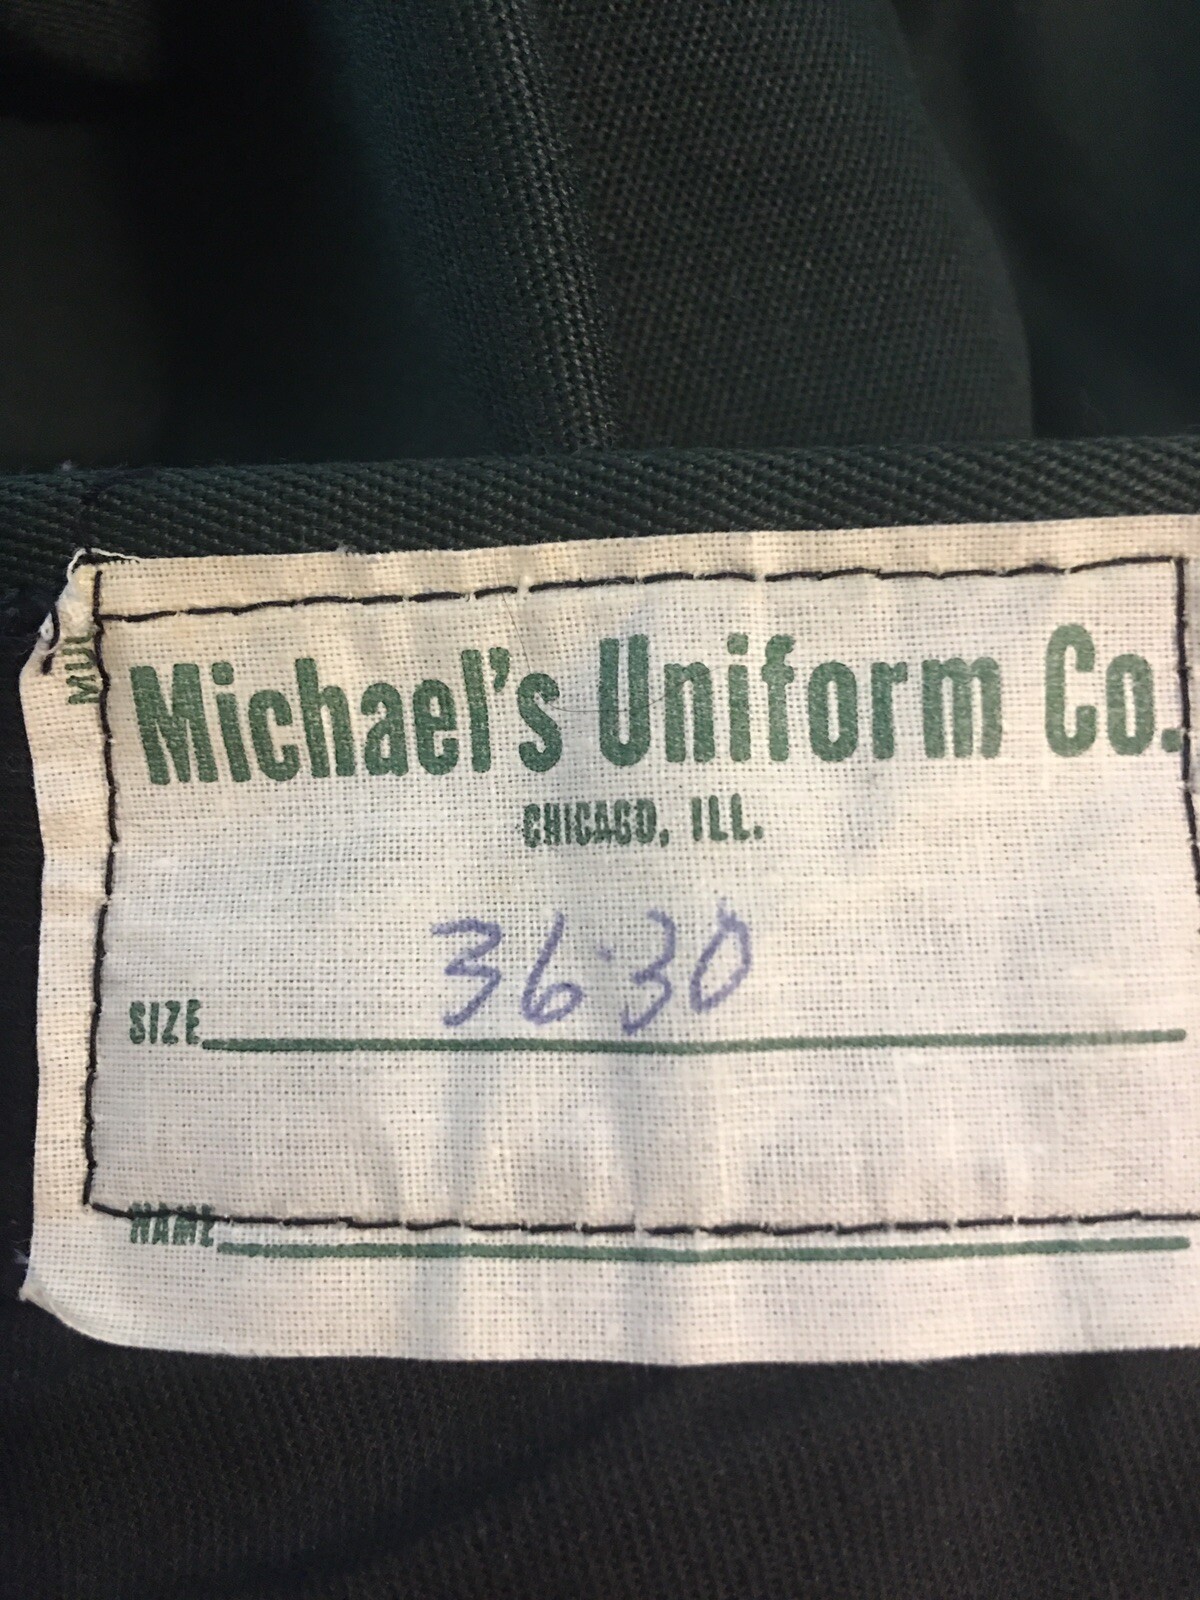 Michael's Uniform Co.
CHICAGO, ILL.
SIZE 36·30
NAME